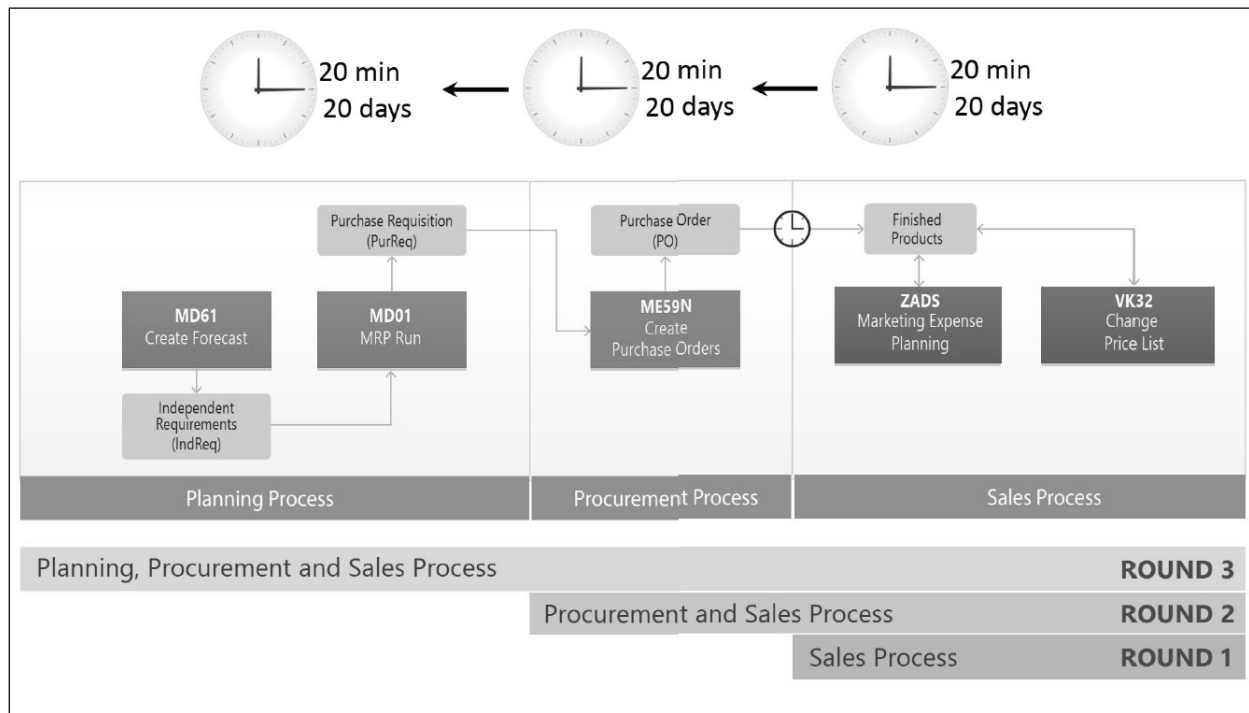 20 min
20 days
20 min
20 days
20 min
20 days
Purchase Requisition
(PurReq)
Purchase Order
(PO)
Finished
Products
MD61
Create Forecast
MD01
MRP Run
ME59N
Create
Purchase Orders
ZADS
Marketing Expense
Planning
VK32
Change
Price List
Independent
Requirements
(IndReq)
Planning Process
Procurement Process
Sales Process
Planning, Procurement and Sales Process ROUND 3
Procurement and Sales Process ROUND 2
Sales Process ROUND 1